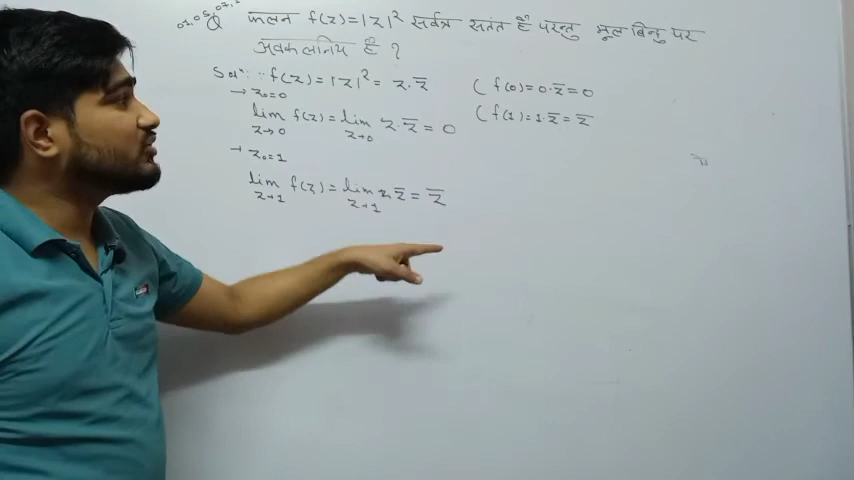 Q फलन f(z)=|z|² सर्वत्र सतत है परन्तु मूल बिन्दु पर
अवकलनिय है ?
Solⁿ: ∵ f(z)=|z|² = z.z̅ ( f(0)=0.z̅=0
→ z₀=0
lim z→0 f(z)= lim z→0 z.z̅ = 0 ( f(1)=1.z̅=z̅
→ z₀=1
lim z→1 f(z)= lim z→1 z.z̅ = z̅